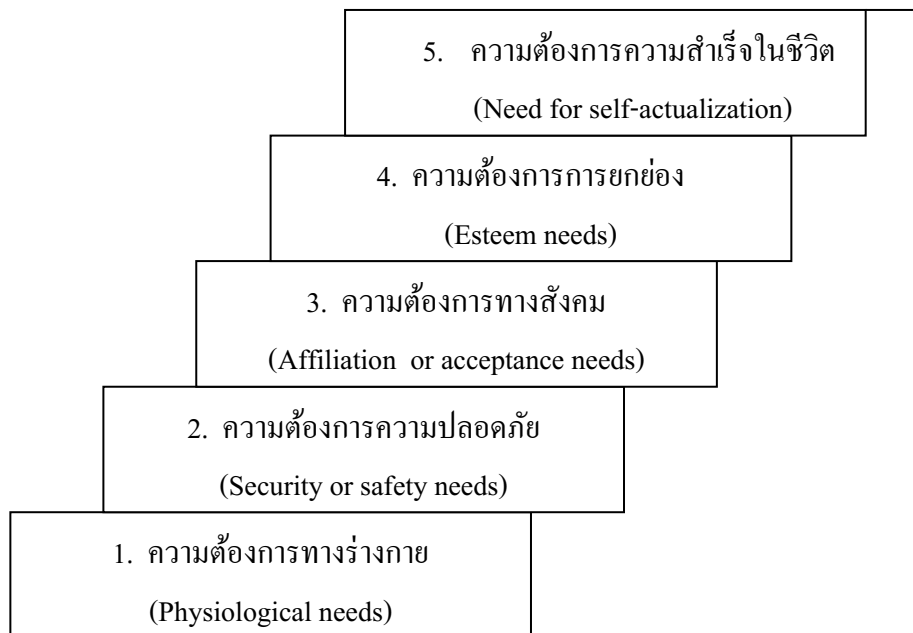 5. ความต้องการความสำเร็จในชีวิต
(Need for self-actualization)
4. ความต้องการการยกย่อง
(Esteem needs)
3. ความต้องการทางสังคม
(Affiliation or acceptance needs)
2. ความต้องการความปลอดภัย
(Security or safety needs)
1. ความต้องการทางร่างกาย
(Physiological needs)